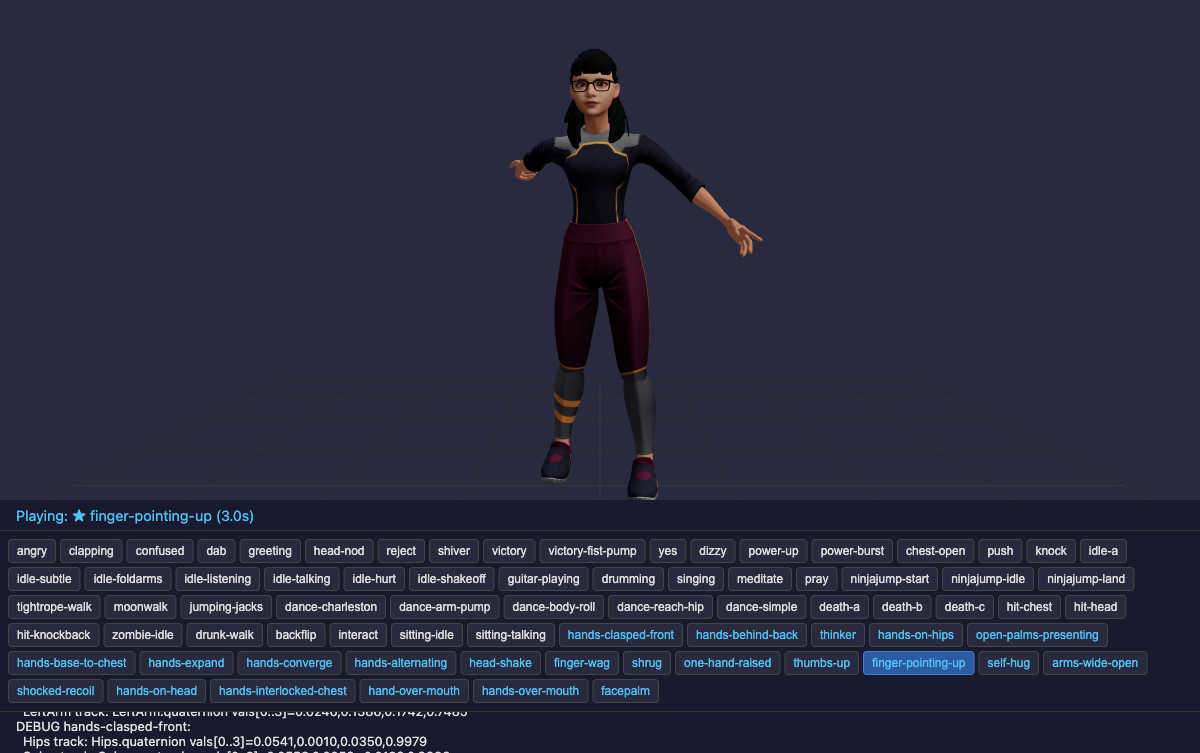 Playing: ★ finger-pointing-up (3.0s)
angry clapping confused dab greeting head-nod reject shiver victory victory-fist-pump yes dizzy power-up power-burst chest-open push knock idle-a
idle-subtle idle-foldarms idle-listening idle-talking idle-hurt idle-shakeoff guitar-playing drumming singing meditate pray ninjajump-start ninjajump-idle ninjajump-land
tightrope-walk moonwalk jumping-jacks dance-charleston dance-arm-pump dance-body-roll dance-reach-hip dance-simple death-a death-b death-c hit-chest hit-head
hit-knockback zombie-idle drunk-walk backflip interact sitting-idle sitting-talking hands-clasped-front hands-behind-back thinker hands-on-hips open-palms-presenting
hands-base-to-chest hands-expand hands-converge hands-alternating head-shake finger-wag shrug one-hand-raised thumbs-up finger-pointing-up self-hug arms-wide-open
shocked-recoil hands-on-head hands-interlocked-chest hand-over-mouth hands-over-mouth facepalm
LeftArm track: LeftArm.quaternion
DEBUG hands-clasped-front:
Hips track: Hips.quaternion vals[0..3]=0.0541,0.0010,0.0350,0.9979